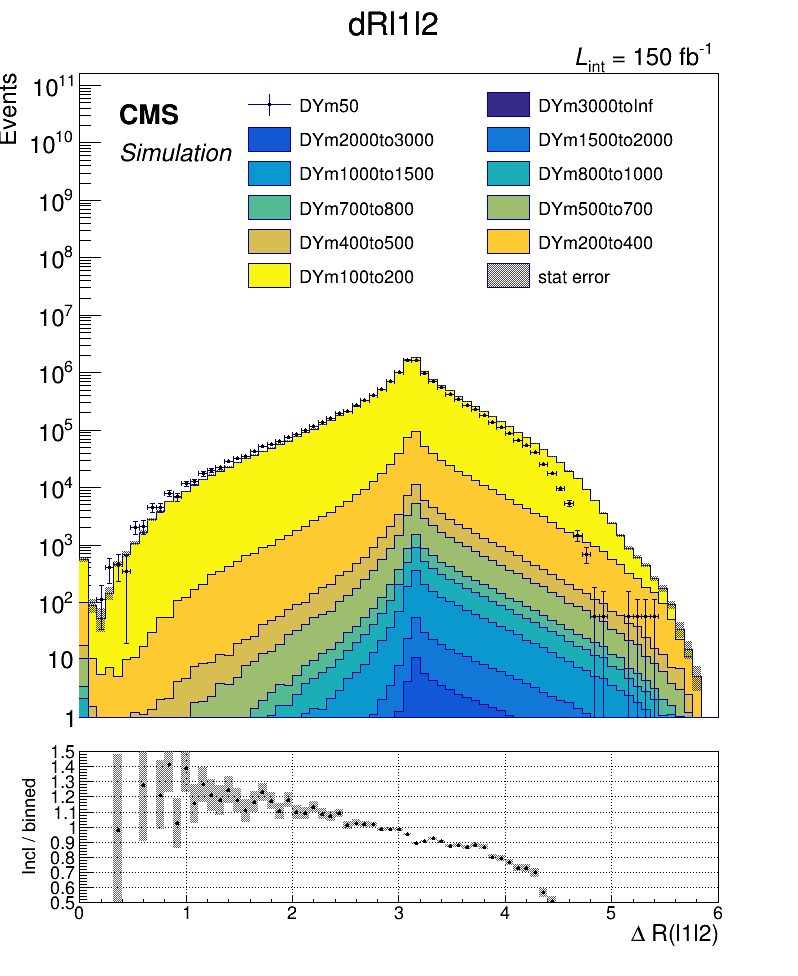 dRl1l2
L_int = 150 fb^-1
Events
CMS
Simulation
DYm50
DYm3000toInf
DYm2000to3000
DYm1500to2000
DYm1000to1500
DYm800to1000
DYm700to800
DYm500to700
DYm400to500
DYm200to400
DYm100to200
stat error
10^11
10^10
10^9
10^8
10^7
10^6
10^5
10^4
10^3
10^2
10
1
Incl / binned
1.5
1.4
1.3
1.2
1.1
1
0.9
0.8
0.7
0.6
0.5
0 1 2 3 4 5 6
Δ R(l1l2)